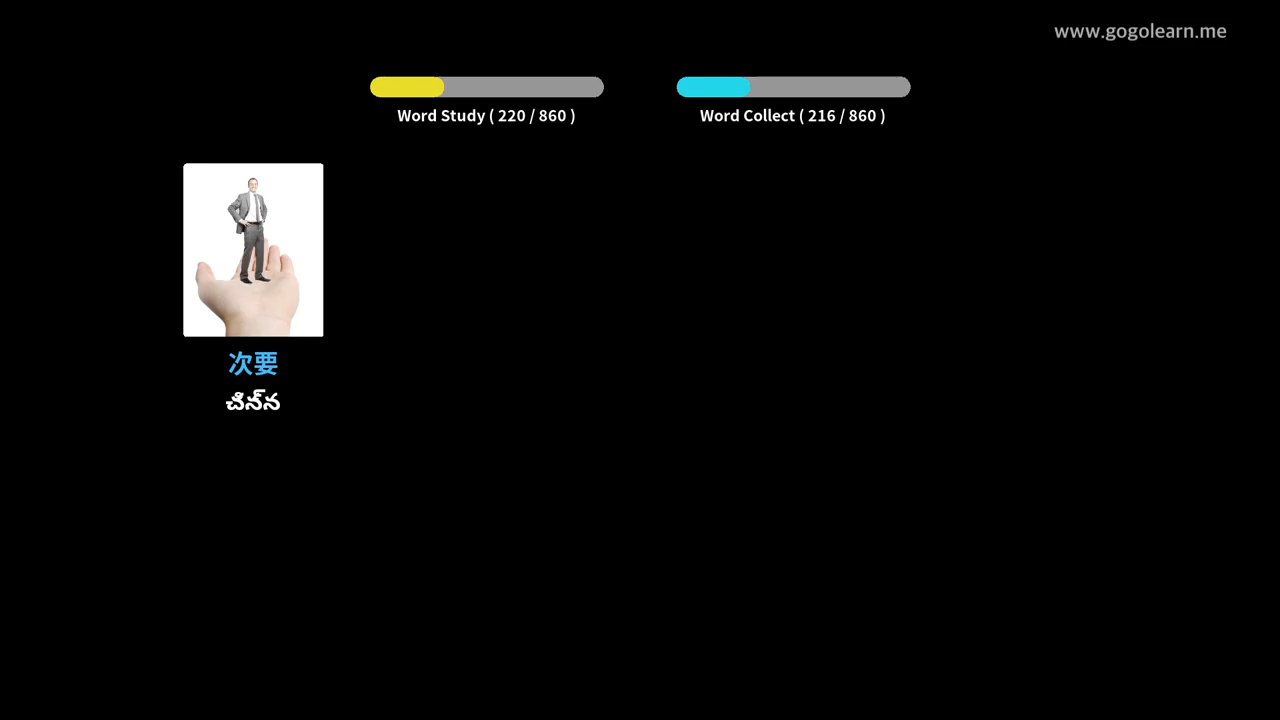 www.gogolearn.me
Word Study ( 220 / 860 )
Word Collect ( 216 / 860 )
次要
చిన్‌న